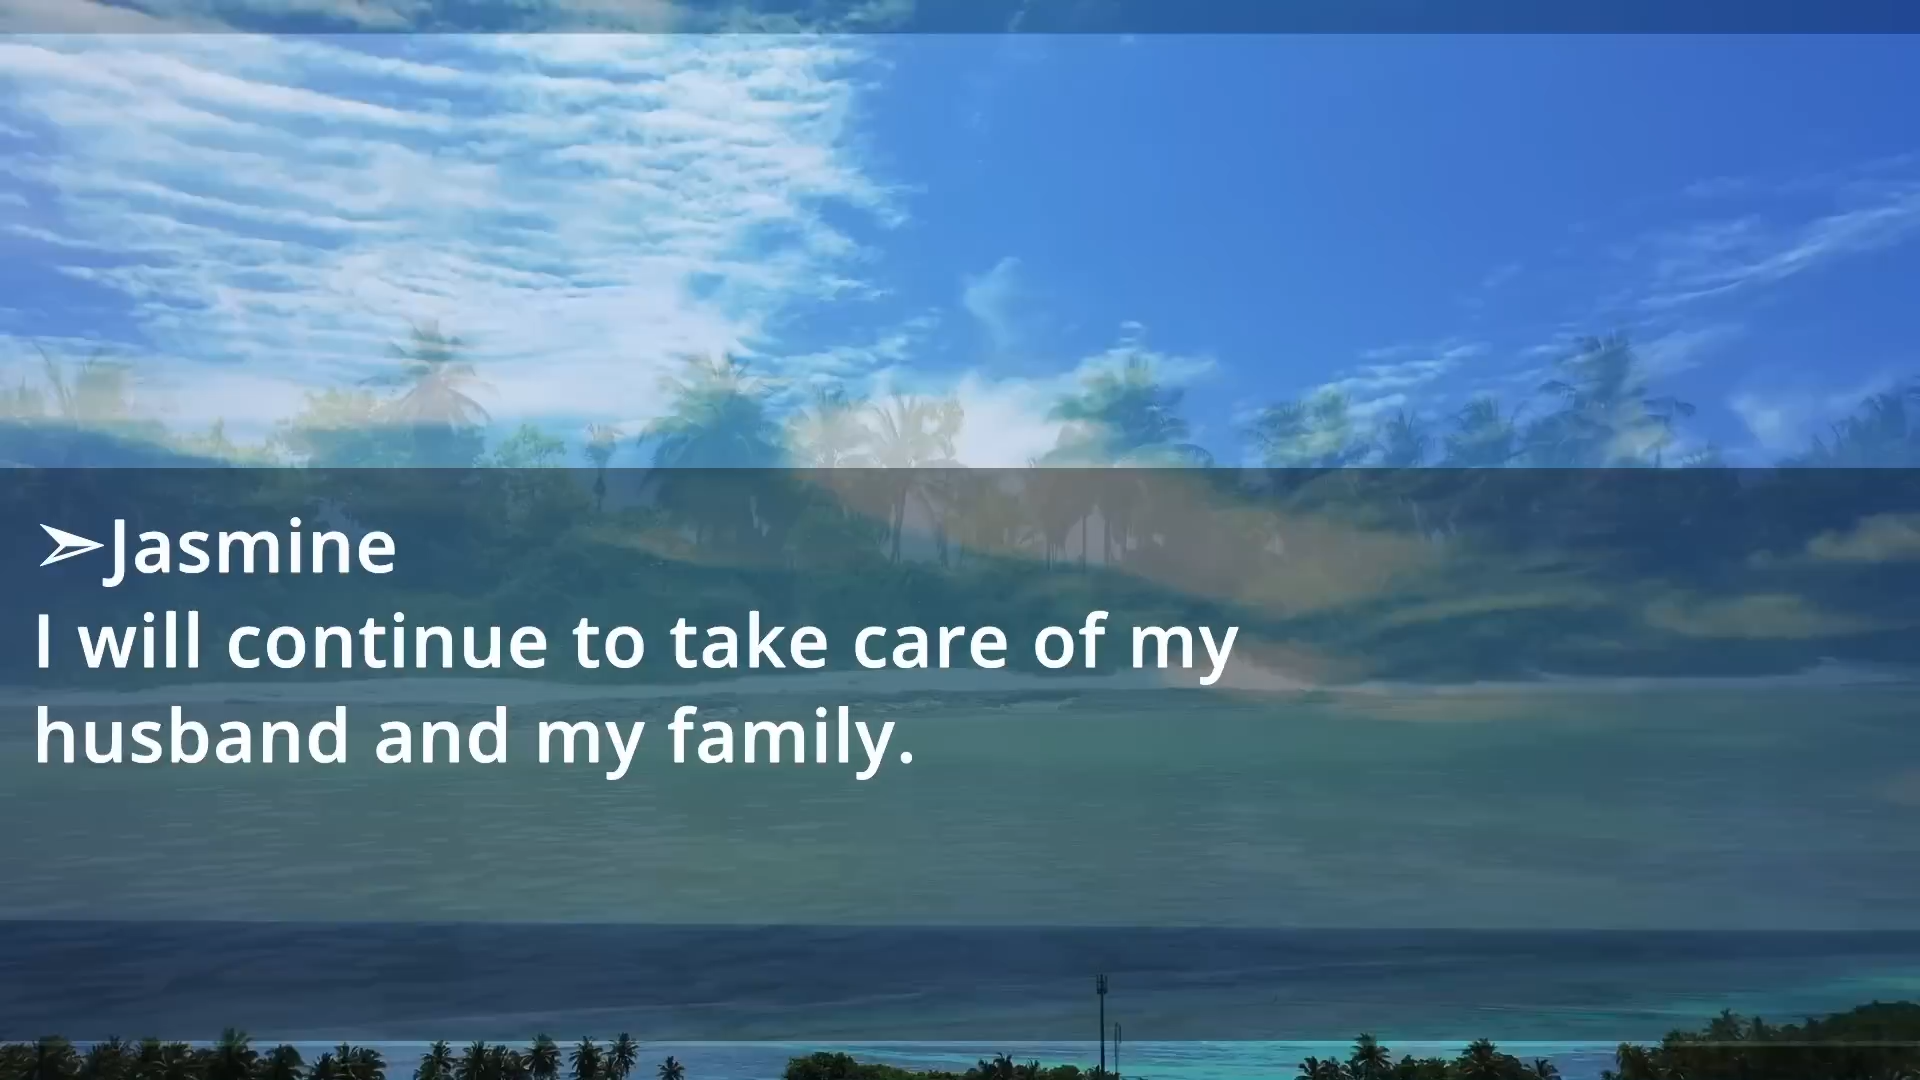 ➢Jasmine
I will continue to take care of my
husband and my family.